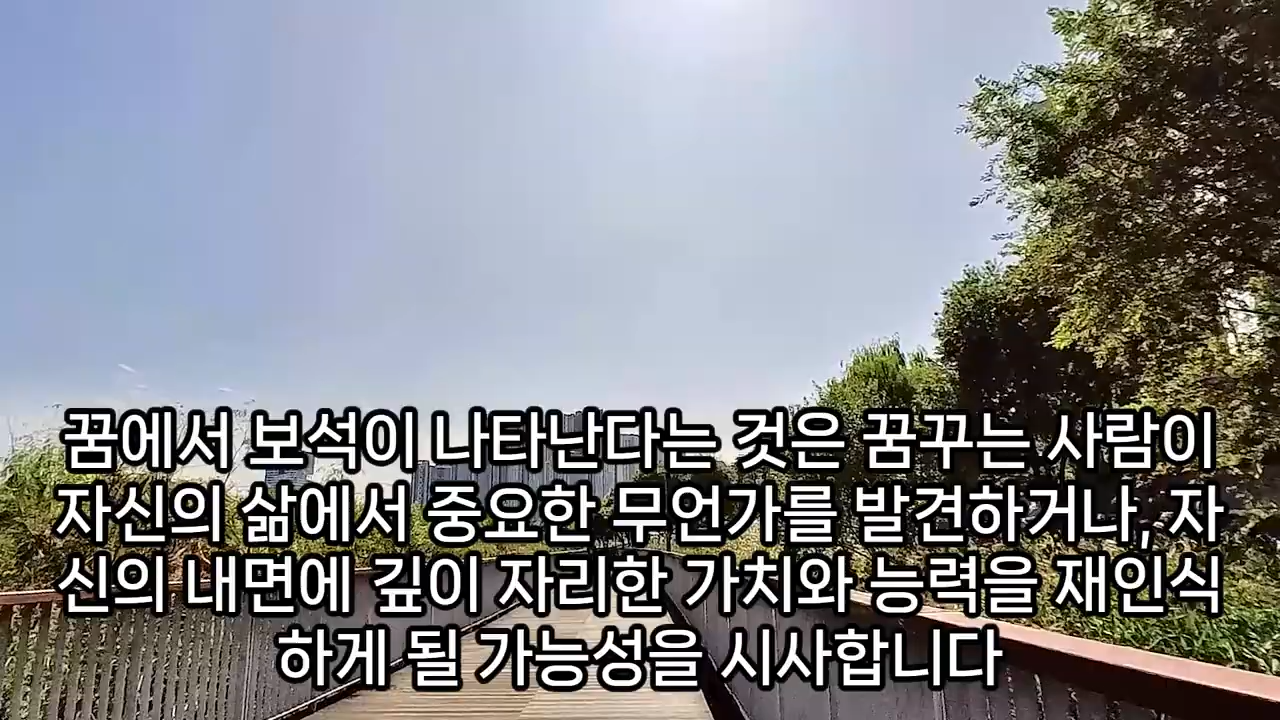 꿈에서 보석이 나타난다는 것은 꿈꾸는 사람이
자신의 삶에서 중요한 무언가를 발견하거나, 자
신의 내면에 깊이 자리한 가치와 능력을 재인식
하게 될 가능성을 시사합니다